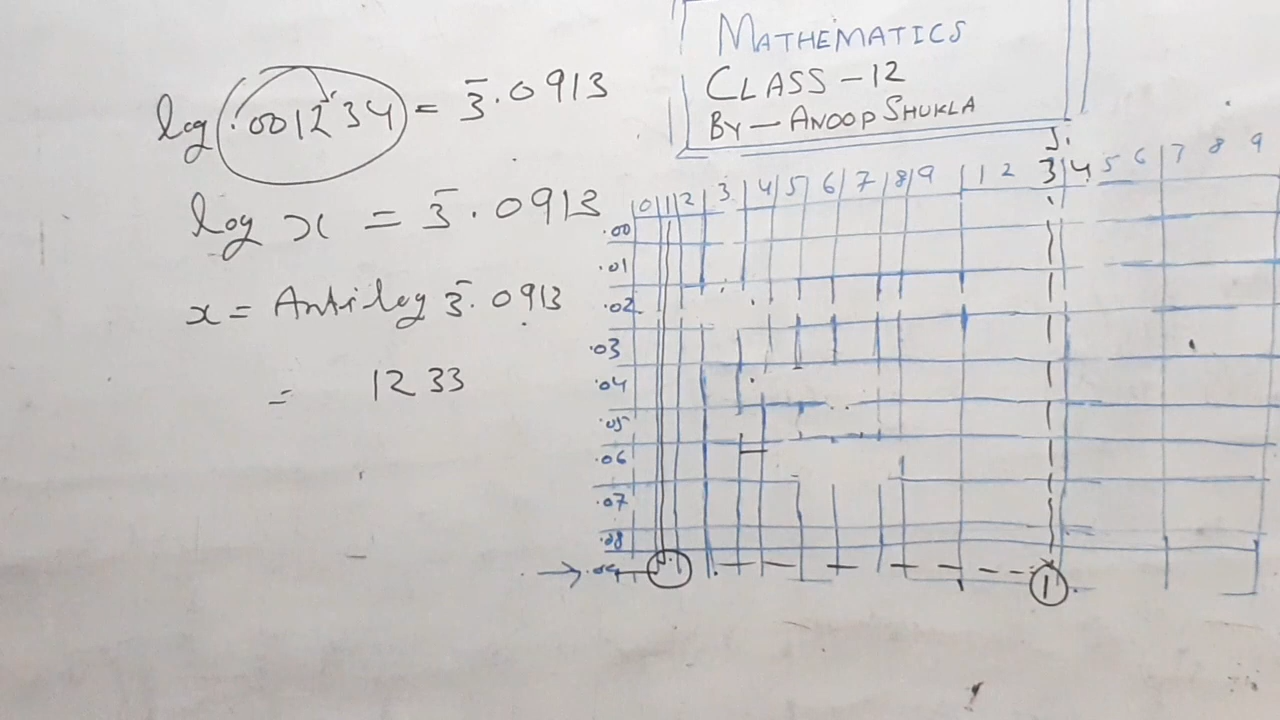 MATHEMATICS
CLASS - 12
BY - ANOOP SHUKLA
log .001234 = 3̄.0913
log x = 3̄.0913
x = Antilog 3̄.0913
= 1233
0 1 2 3 4 5 6 7 8 9 1 2 3 4 5 6 7 8 9
.00
.01
.02
.03
.04
.05
.06
.07
.08
→ .09
1